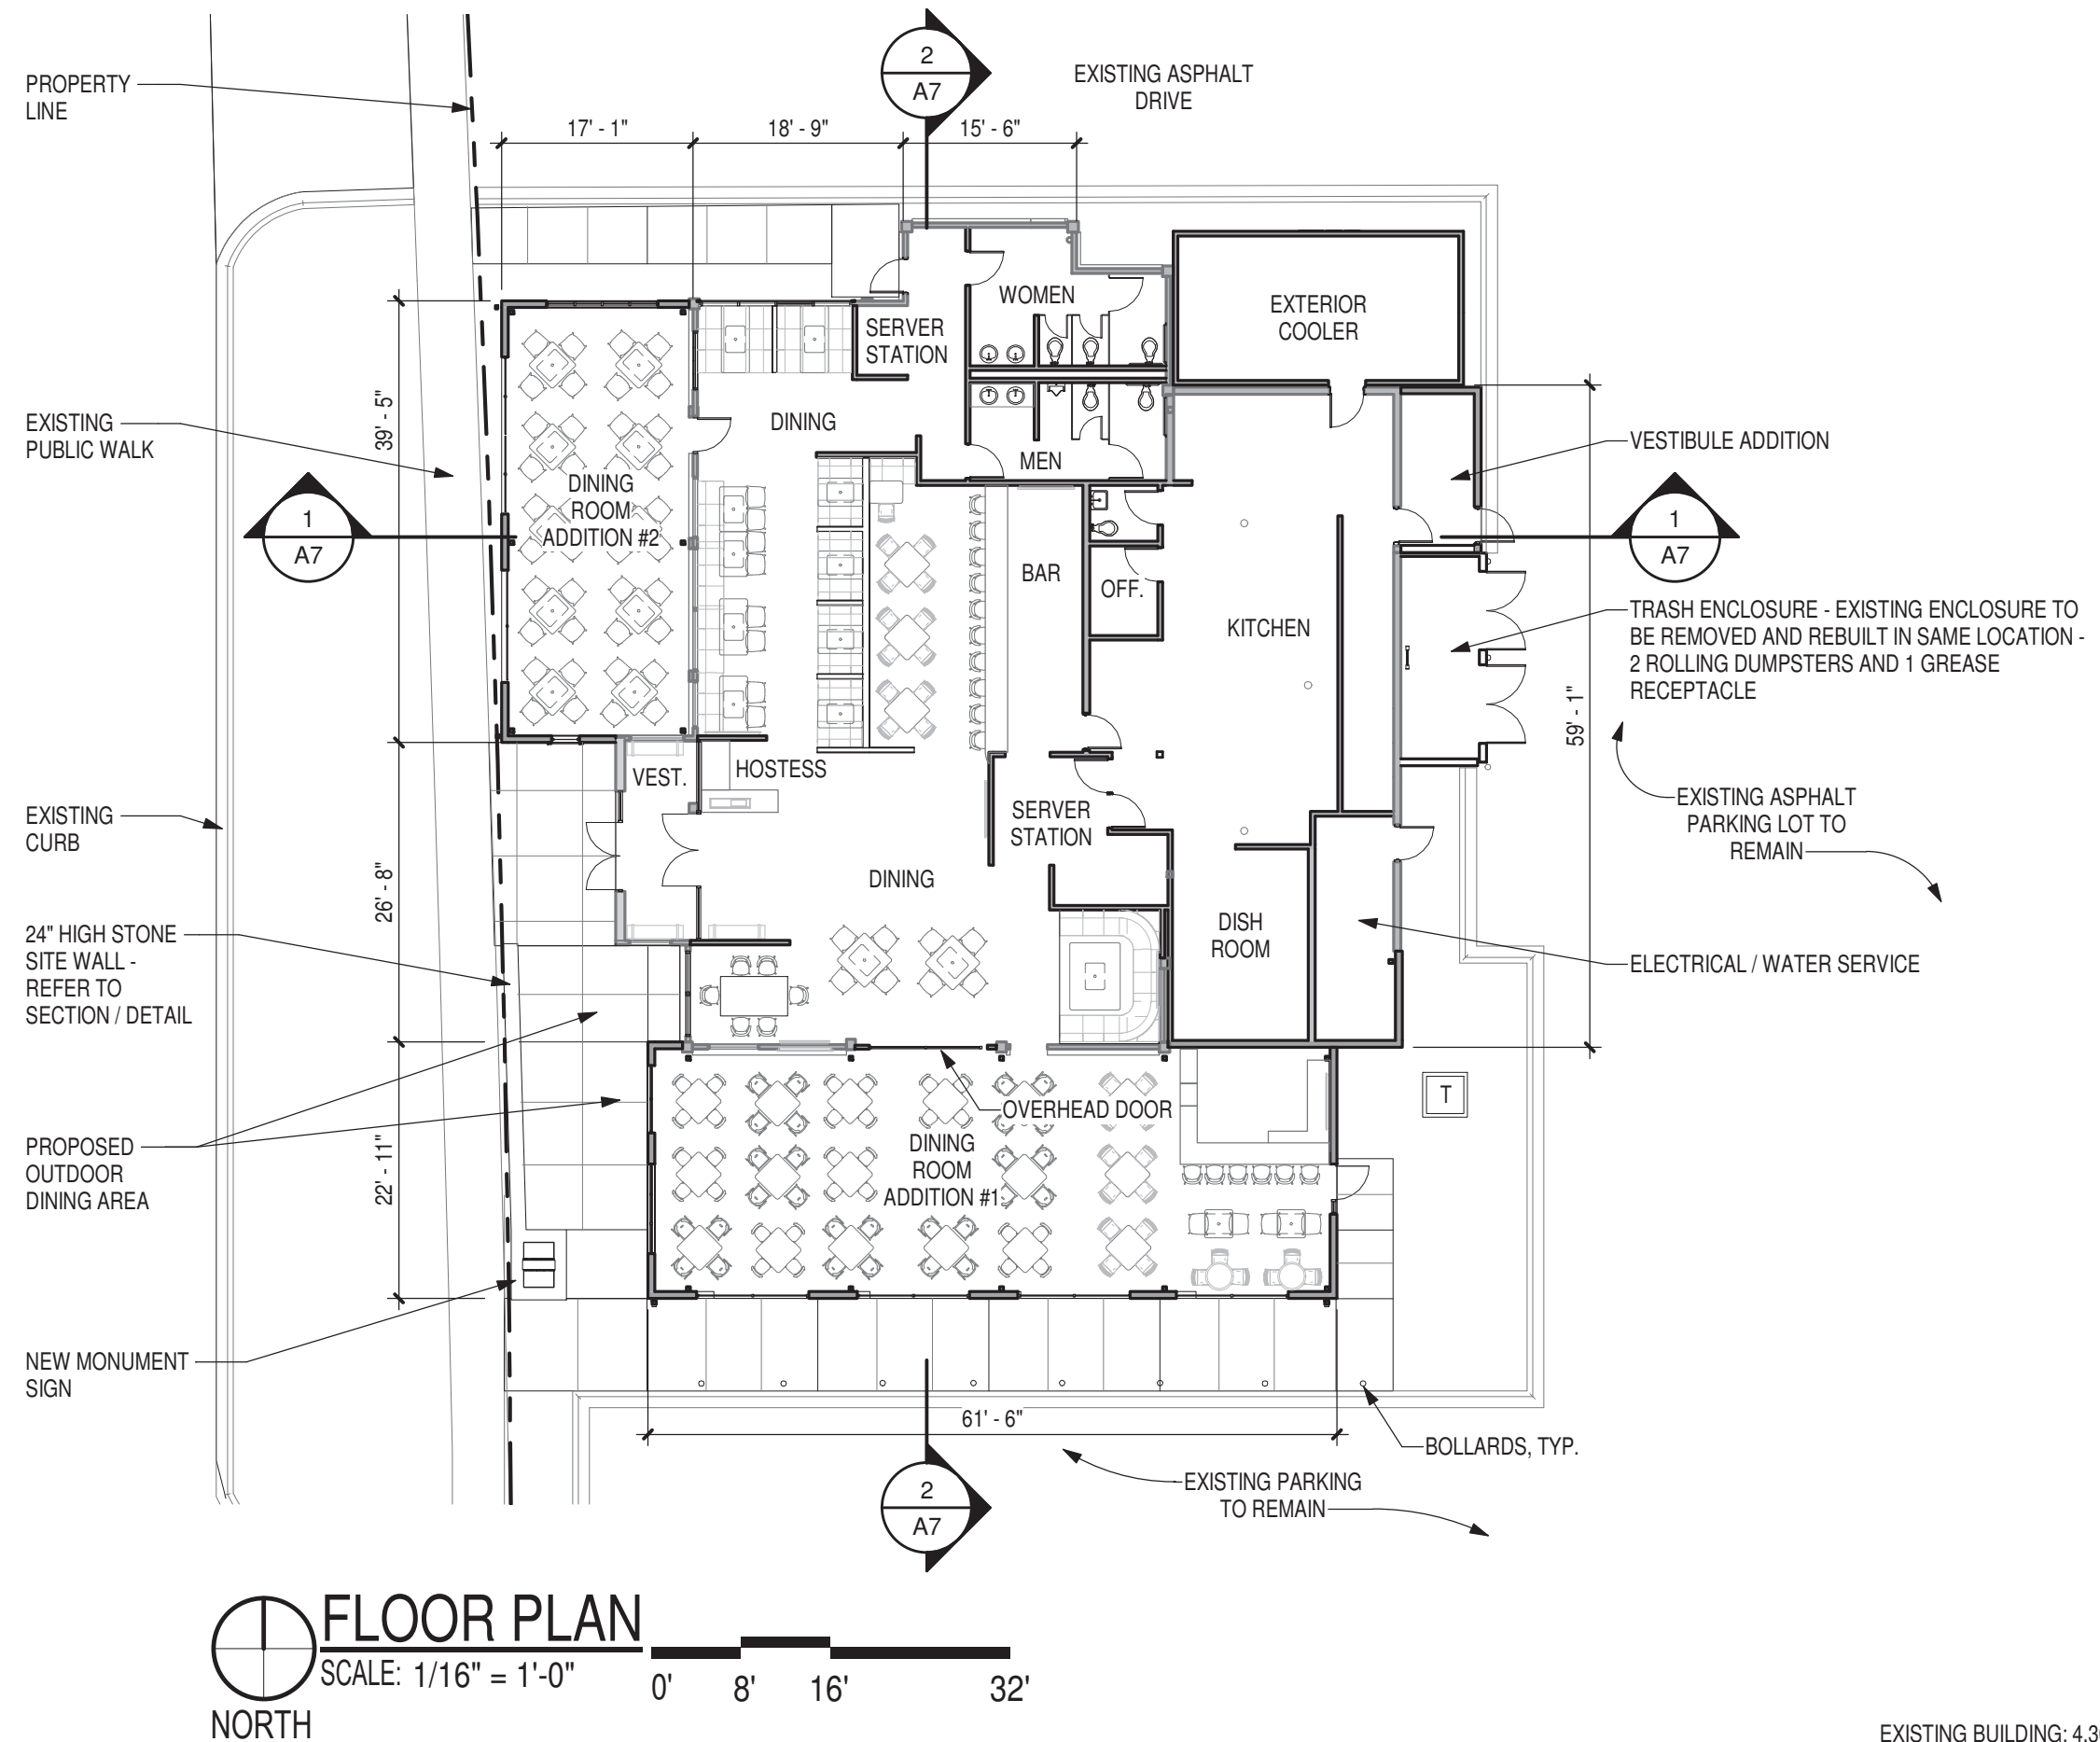 2
A7
EXISTING ASPHALT
DRIVE
PROPERTY
LINE
17' - 1"
18' - 9"
15' - 6"
WOMEN
EXTERIOR
COOLER
SERVER
STATION
39' - 5"
DINING
EXISTING
PUBLIC WALK
MEN
VESTIBULE ADDITION
DINING
ROOM
ADDITION #2
1
A7
1
A7
BAR
OFF.
KITCHEN
TRASH ENCLOSURE - EXISTING ENCLOSURE TO
BE REMOVED AND REBUILT IN SAME LOCATION -
2 ROLLING DUMPSTERS AND 1 GREASE
RECEPTACLE
59' - 1"
VEST.
HOSTESS
EXISTING
CURB
SERVER
STATION
EXISTING ASPHALT
PARKING LOT TO
REMAIN
26' - 8"
DINING
24" HIGH STONE
SITE WALL -
REFER TO
SECTION / DETAIL
DISH
ROOM
ELECTRICAL / WATER SERVICE
T
OVERHEAD DOOR
PROPOSED
OUTDOOR
DINING AREA
22' - 11"
DINING
ROOM
ADDITION #1
NEW MONUMENT
SIGN
61' - 6"
BOLLARDS, TYP.
EXISTING PARKING
TO REMAIN
2
A7
FLOOR PLAN
SCALE: 1/16" = 1'-0"
0' 8' 16' 32'
NORTH
EXISTING BUILDING: